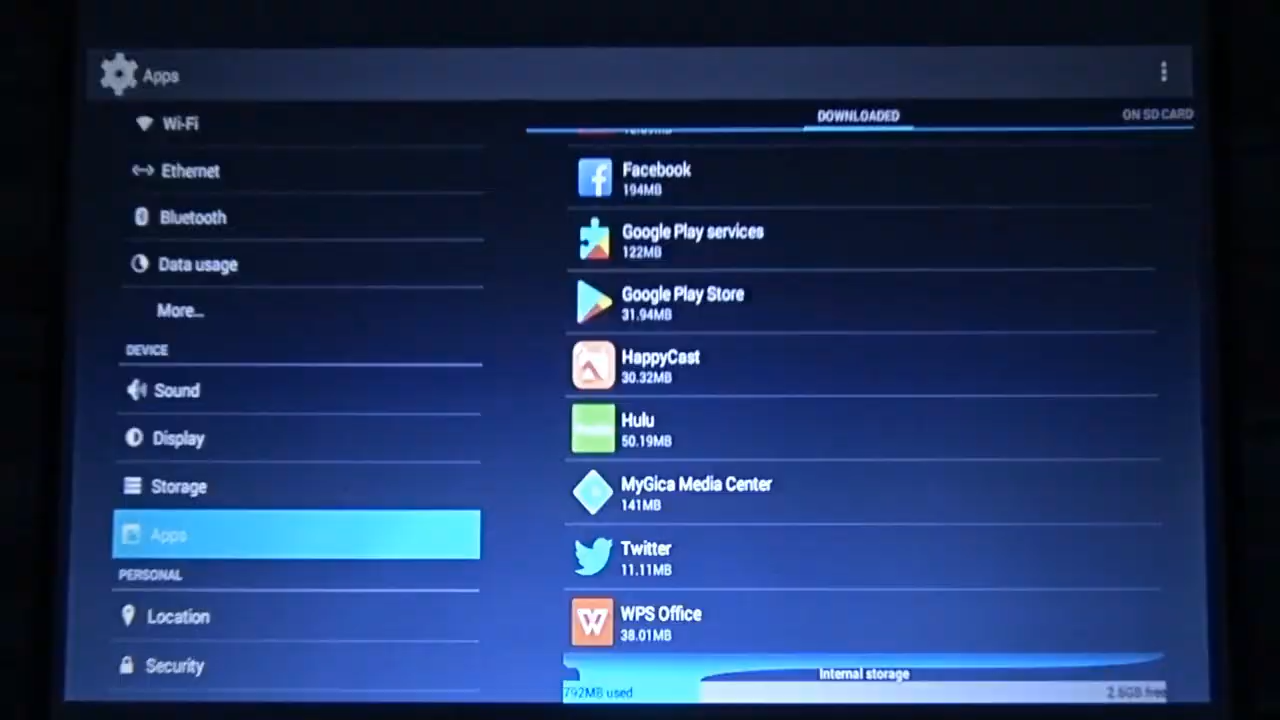 Apps
Wi-Fi
Ethernet
Bluetooth
Data usage
More...
DEVICE
Sound
Display
Storage
Apps
PERSONAL
Location
Security
DOWNLOADED
ON SD CARD
Facebook
194MB
Google Play services
122MB
Google Play Store
31.94MB
HappyCast
30.32MB
Hulu
50.19MB
MyGica Media Center
141MB
Twitter
11.11MB
WPS Office
38.01MB
Internal storage
792MB used
2.6GB free